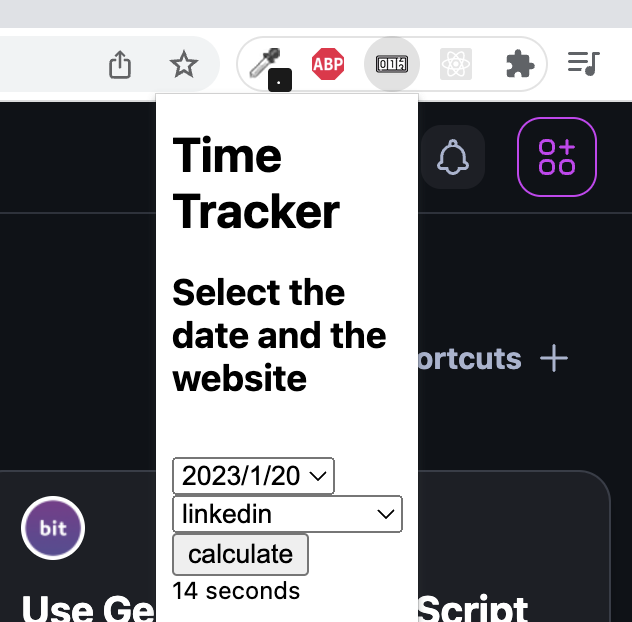 ABP
Time
Tracker
Select the
date and the
website
ortcuts
2023/1/20
linkedin
calculate
14 seconds
bit
Use Ge
Script